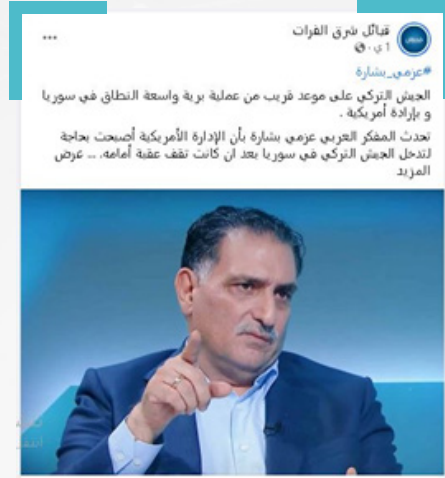 قبائل شرق الفرات
1 ي ·
#عزمي_بشارة
الجيش التركي على موعد قريب من عملية برية واسعة النطاق في سوريا
و بإرادة أمريكية .
تحدث المفكر العربي عزمي بشارة بأن الإدارة الأمريكية أصبحت بحاجة
لتدخل الجيش التركي في سوريا بعد ان كانت تقف عقبة أمامه. ... عرض
المزيد